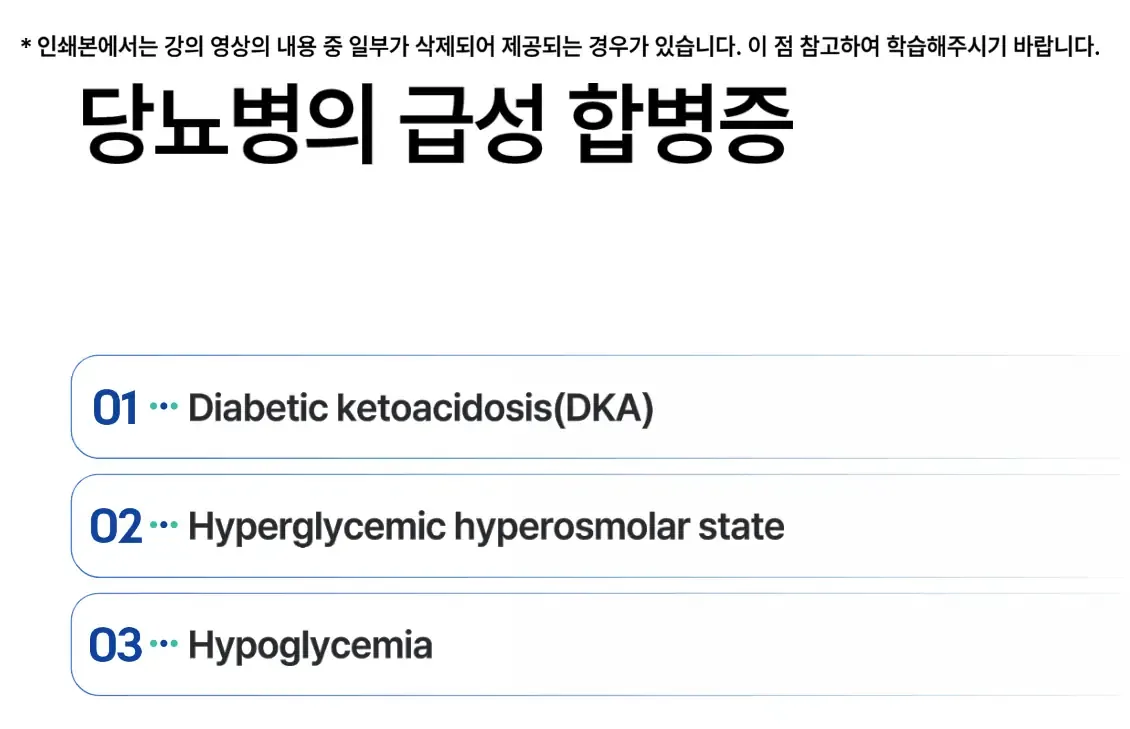 * 인쇄본에서는 강의 영상의 내용 중 일부가 삭제되어 제공되는 경우가 있습니다. 이 점 참고하여 학습해주시기 바랍니다.
당뇨병의 급성 합병증
01 ••• Diabetic ketoacidosis(DKA)
02 ••• Hyperglycemic hyperosmolar state
03 ••• Hypoglycemia